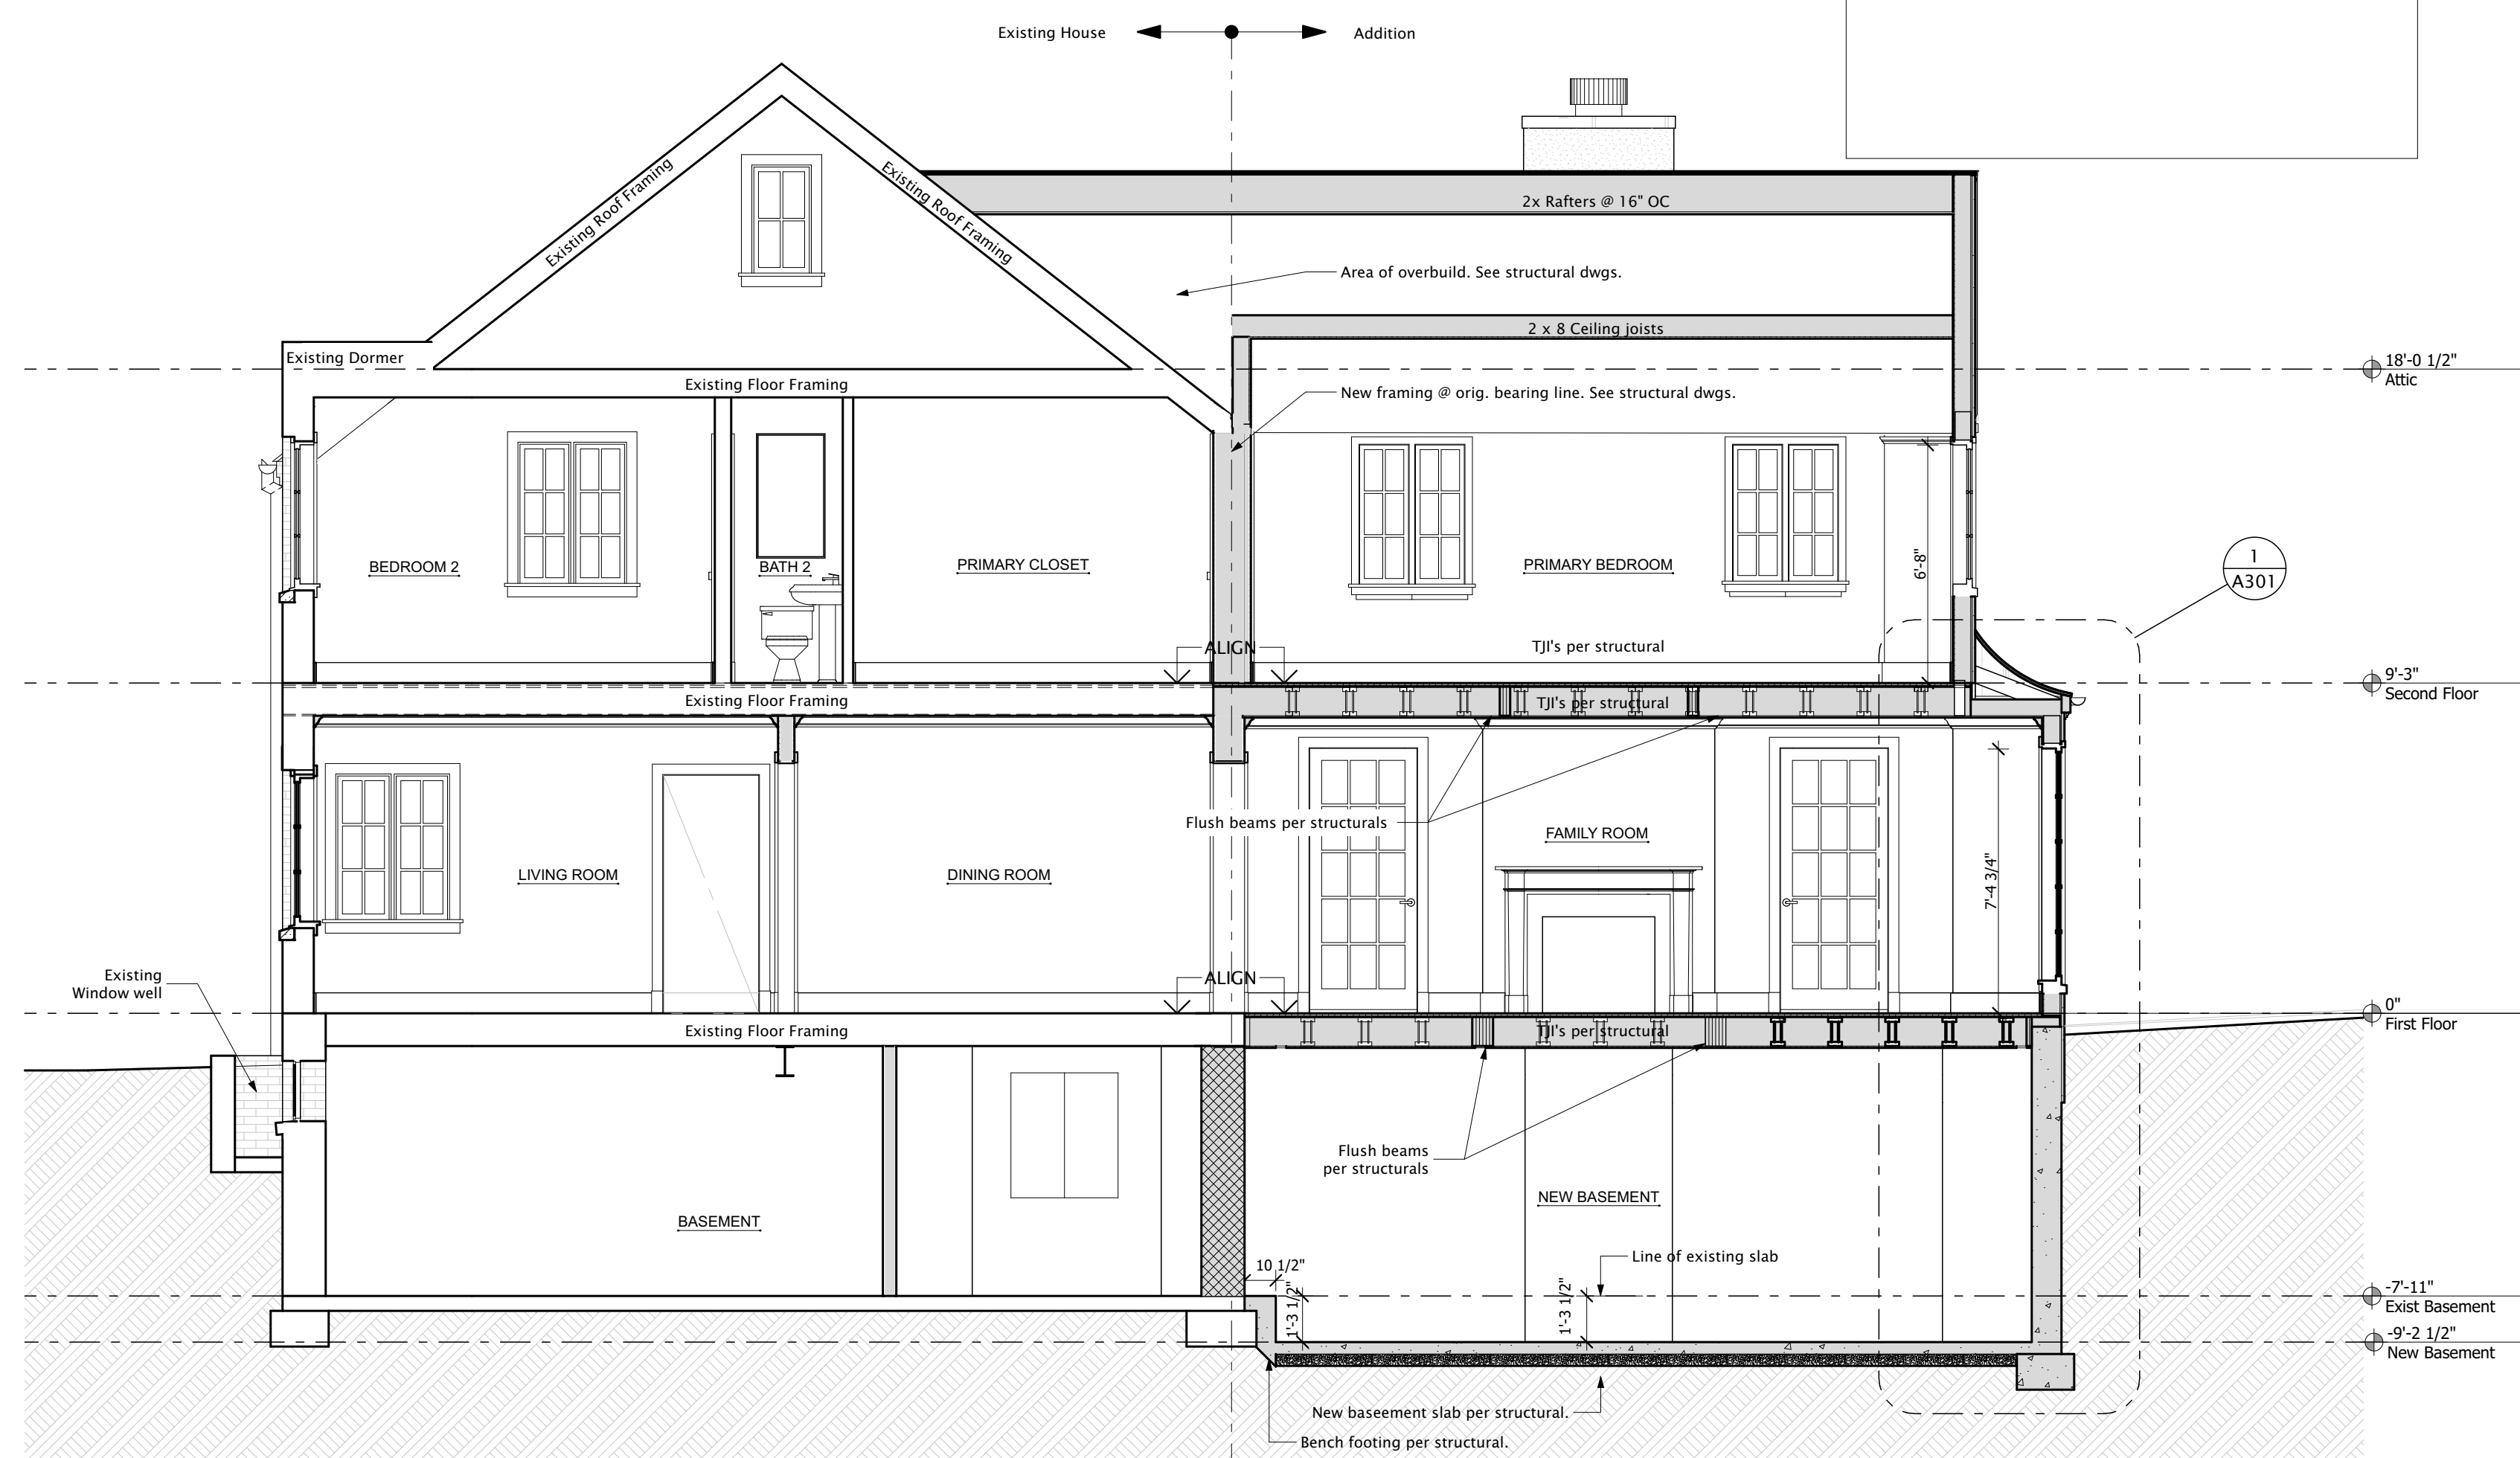 Existing House
Addition
2x Rafters @ 16" OC
Existing Roof Framing
Existing Roof Framing
Area of overbuild. See structural dwgs.
2 x 8 Ceiling joists
Existing Dormer
18'-0 1/2"
Attic
Existing Floor Framing
New framing @ orig. bearing line. See structural dwgs.
BEDROOM 2
BATH 2
PRIMARY CLOSET
PRIMARY BEDROOM
6'-8"
1
A301
ALIGN
TJI's per structural
9'-3"
Second Floor
Existing Floor Framing
TJI's per structural
Flush beams per structurals
FAMILY ROOM
LIVING ROOM
DINING ROOM
7'-4 3/4"
Existing
Window well
ALIGN
0"
First Floor
Existing Floor Framing
TJI's per structural
Flush beams
per structurals
NEW BASEMENT
BASEMENT
Line of existing slab
10 1/2"
1'-3 1/2"
1'-3 1/2"
-7'-11"
Exist Basement
-9'-2 1/2"
New Basement
New baseement slab per structural.
Bench footing per structural.